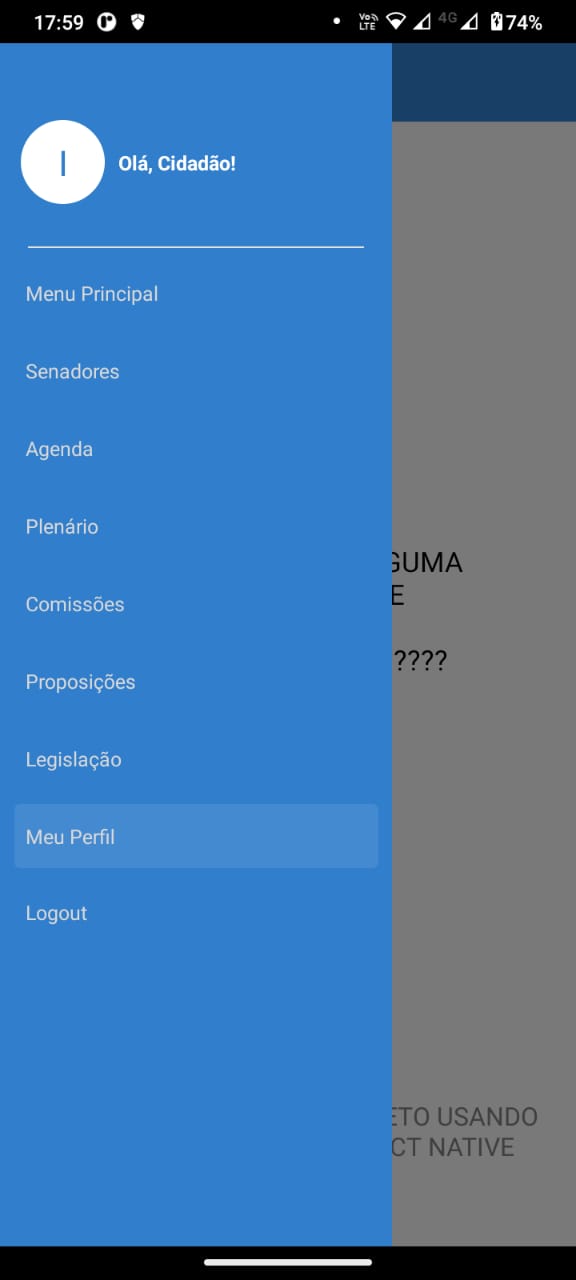 17:59
Vo LTE
4G
74%
I
Olá, Cidadão!
Menu Principal
Senadores
Agenda
Plenário
Comissões
Proposições
Legislação
Meu Perfil
Logout
GUMA
E
????
ETO USANDO
CT NATIVE